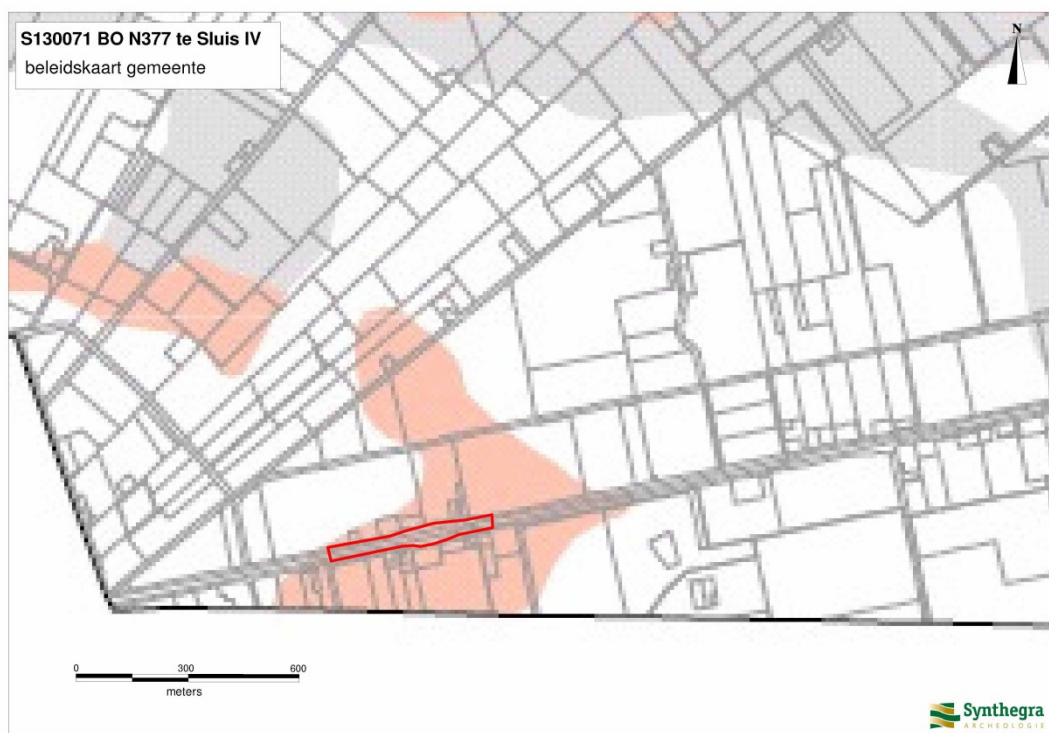 S130071 BO N377 te Sluis IV
beleidskaart gemeente
N
0 300 600
meters
Synthegra
ARCHEOLOGIE